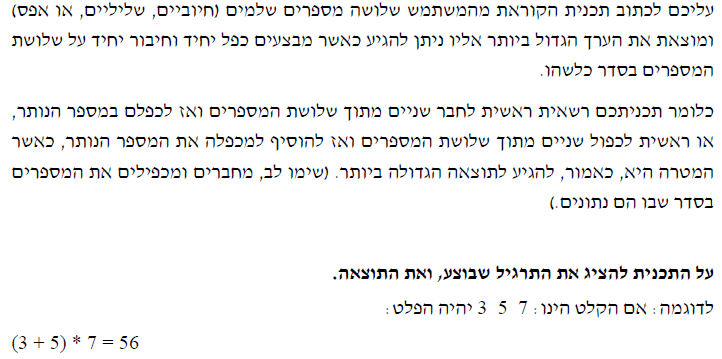 עליכם לכתוב תכנית הקוראת מהמשתמש שלושה מספרים שלמים (חיוביים, שליליים, או אפס)
ומוצאת את הערך הגדול ביותר אליו ניתן להגיע כאשר מבצעים כפל יחיד וחיבור יחיד על שלושת
המספרים בסדר כלשהו.
כלומר תכניתכם רשאית ראשית לחבר שניים מתוך שלושת המספרים ואז לכפלם במספר הנותר,
או ראשית לכפול שניים מתוך שלושת המספרים ואז להוסיף למכפלה את המספר הנותר, כאשר
המטרה היא, כאמור, להגיע לתוצאה הגדולה ביותר. (שימו לב, מחברים ומכפילים את המספרים
בסדר שבו הם נתונים.)
על התכנית להציג את התרגיל שבוצע, ואת התוצאה.
לדוגמה: אם הקלט הינו: 7 5 3 יהיה הפלט:
(3 + 5) * 7 = 56